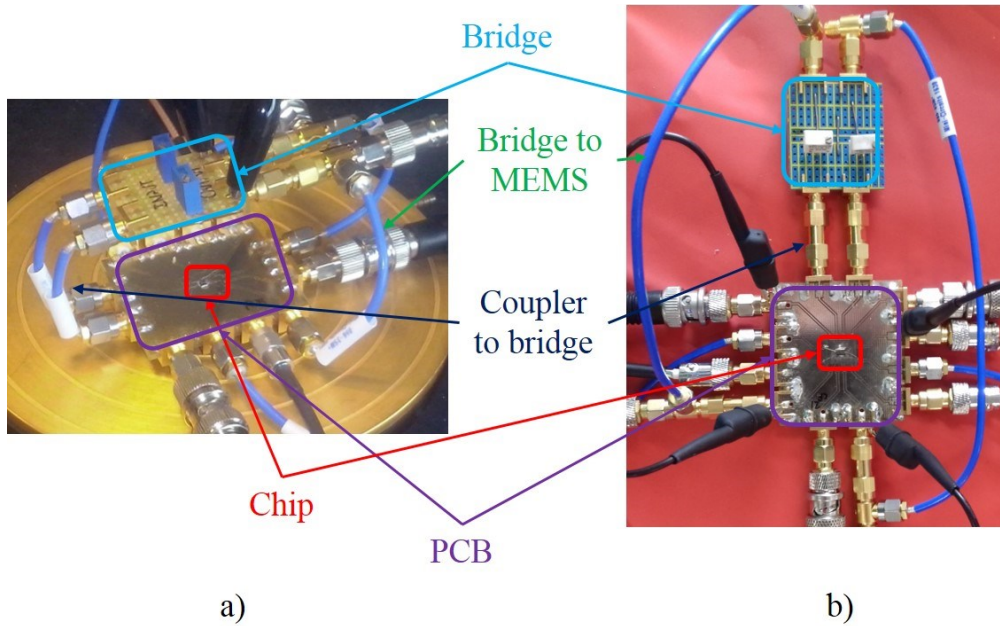 Bridge
Bridge to
MEMS
Coupler
to bridge
Chip
PCB
a)
b)